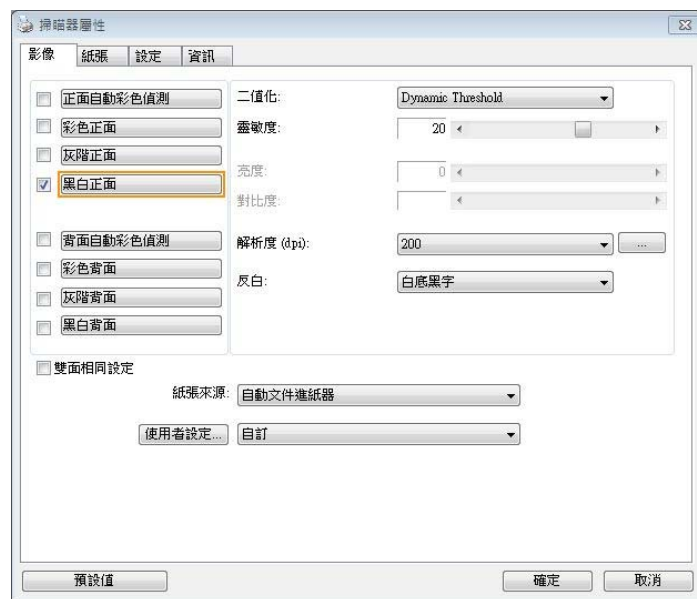 掃瞄器屬性
影像 紙張 設定 資訊
正面自動彩色偵測
彩色正面
灰階正面
黑白正面
背面自動彩色偵測
彩色背面
灰階背面
黑白背面
二值化: Dynamic Threshold
靈敏度: 20
亮度: 0
對比度:
解析度 (dpi): 200 ...
反白: 白底黑字
雙面相同設定
紙張來源: 自動文件進紙器
使用者設定... 自訂
預設值 確定 取消